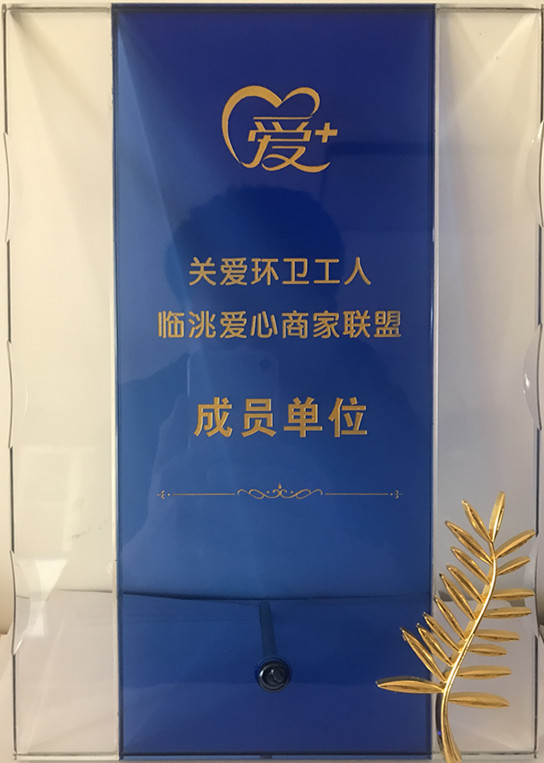 爱+
关爱环卫工人
临洮爱心商家联盟
成员单位